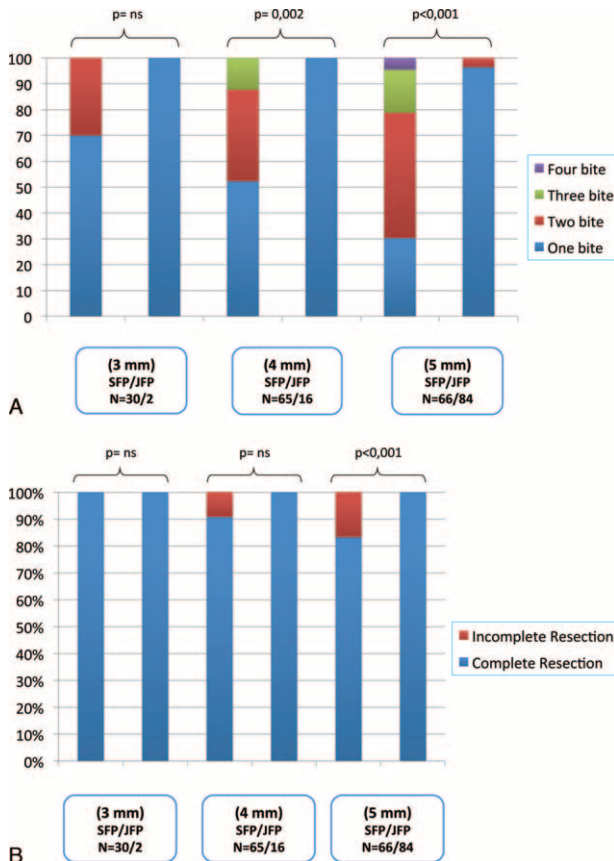 p= ns
p= 0,002
p<0,001
100
90
80
70
60
50
40
30
20
10
0
Four bite
Three bite
Two bite
One bite
(3 mm)
SFP/JFP
N=30/2
(4 mm)
SFP/JFP
N=65/16
(5 mm)
SFP/JFP
N=66/84
A
p= ns
p= ns
p<0,001
100%
90%
80%
70%
60%
50%
40%
30%
20%
10%
0%
Incomplete Resection
Complete Resection
(3 mm)
SFP/JFP
N=30/2
(4 mm)
SFP/JFP
N=65/16
(5 mm)
SFP/JFP
N=66/84
B